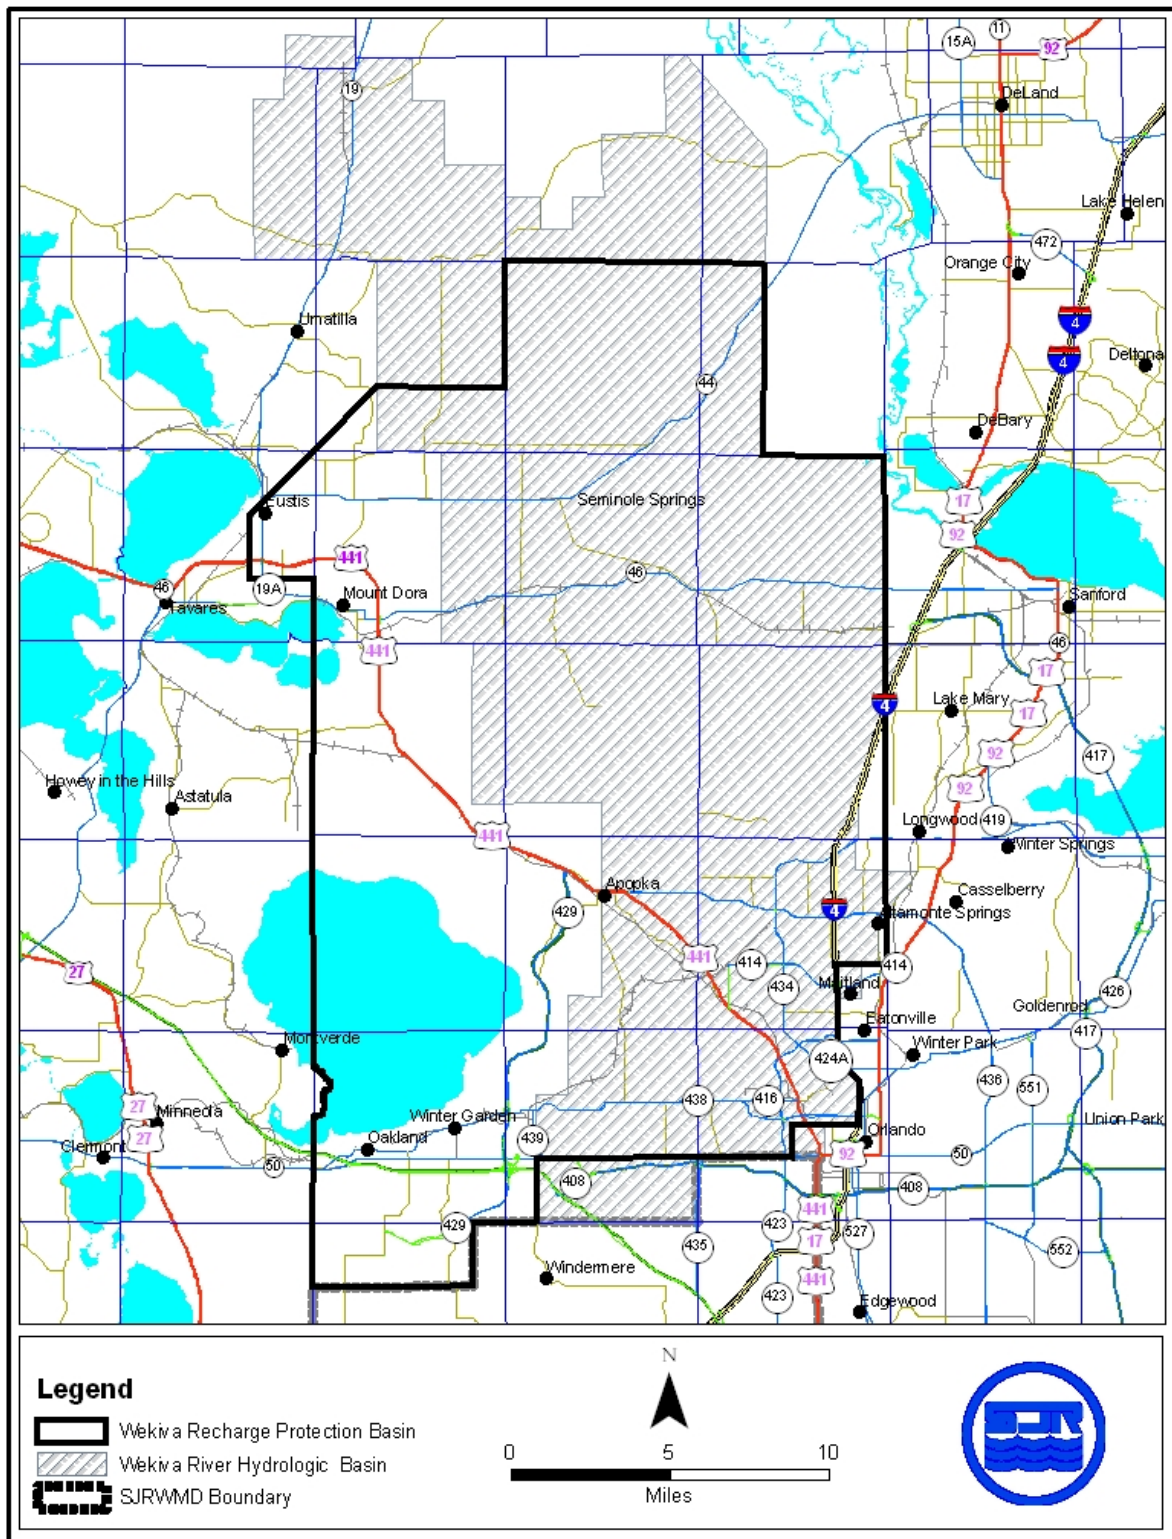 11
15A
92
19
DeLand
Lake Helen
472
Orange City
4
Umatilla
4
Deltona
44
DeBary
Eustis
Seminole Springs
17
92
441
46
46
19A
Mount Dora
Tavares
Sanford
441
46
17
4
Lake Mary
17
92
417
Howey in the Hills
92
Astatula
Longwood
419
441
Winter Springs
Apopka
Casselberry
429
4
Altamonte Springs
441
414
414
27
434
Maitland
426
Goldenrod
Eatonville
417
Montverde
Winter Park
424A
436
551
27
Minneola
438
416
Winter Garden
Union Park
27
439
Orlando
Clermont
Oakland
92
50
50
408
408
441
429
423
527
435
17
552
Windermere
441
423
Edgewood
Legend
Wekiva Recharge Protection Basin
Wekiva River Hydrologic Basin
SJRWMD Boundary
N
0 5 10
Miles
SJR